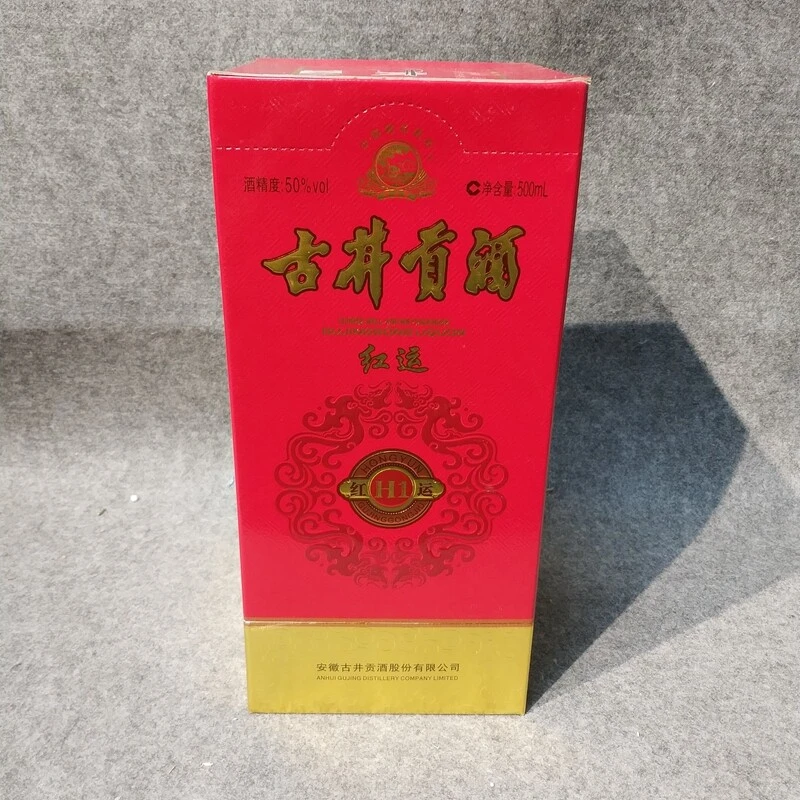 酒精度:50%vol
净含量:500mL
古井贡酒
红运
HONGYUN
红 H1 运
安徽古井贡酒股份有限公司
ANHUI GUJING DISTILLERY COMPANY LIMITED